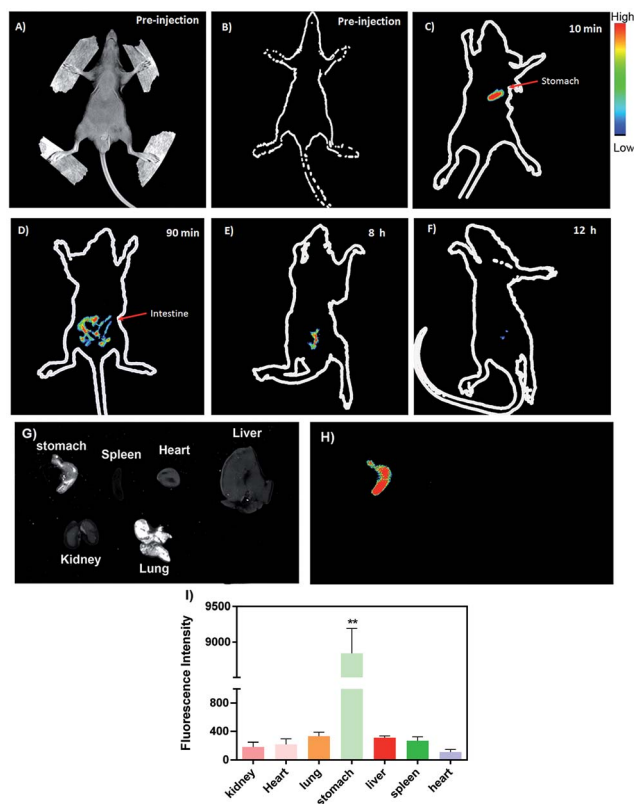 A) Pre-injection
B) Pre-injection
C) 10 min
High
Stomach
Low
D) 90 min
Intestine
E) 8 h
F) 12 h
G)
stomach
Spleen
Heart
Liver
Kidney
Lung
H)
I)
9500
9000
800
400
0
Fluorescence Intensity
**
kidney
Heart
lung
stomach
liver
spleen
heart